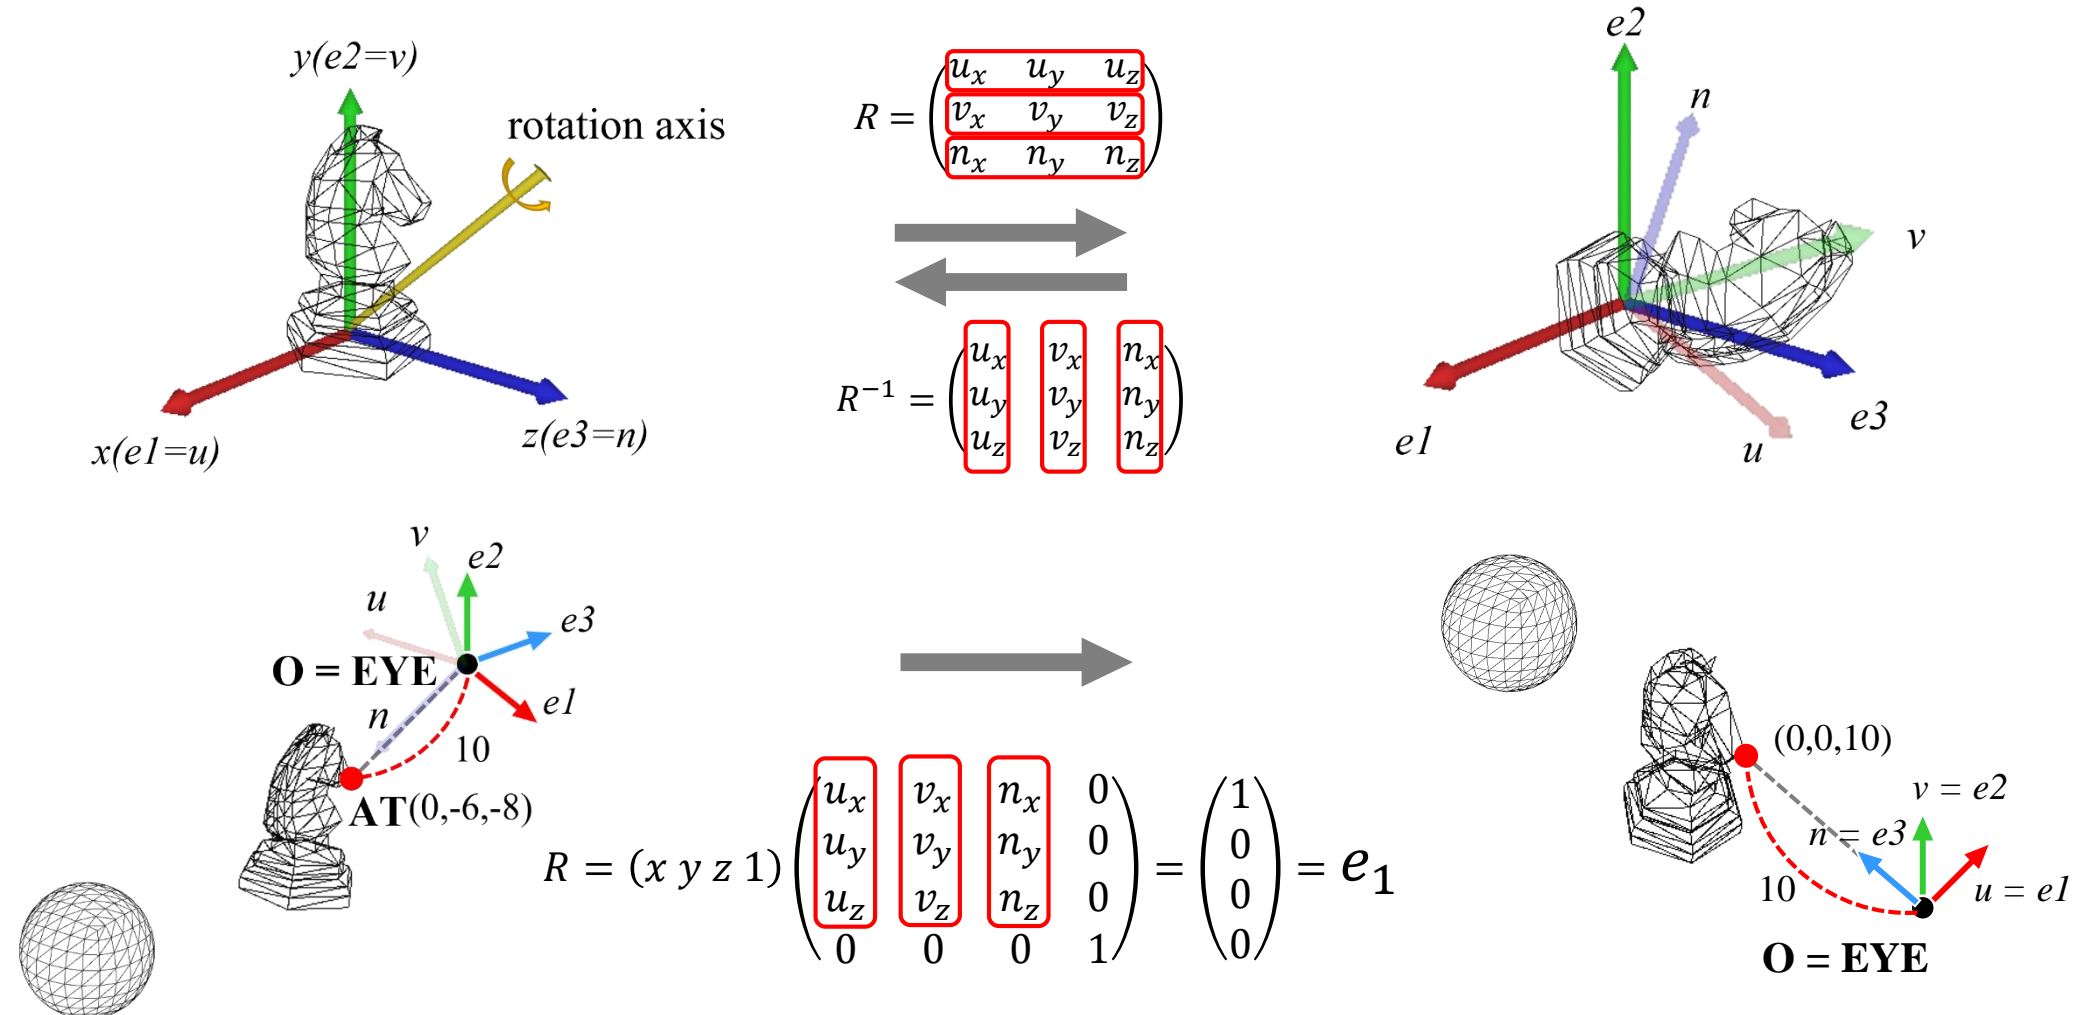 y(e2=v)
rotation axis
x(e1=u)
z(e3=n)
R = ( u_x u_y u_z
v_x v_y v_z
n_x n_y n_z )
R^{-1} = ( u_x v_x n_x
u_y v_y n_y
u_z v_z n_z )
e2
n
v
e1
u
e3
v
e2
u
e3
O = EYE
e1
n
10
AT(0,-6,-8)
R = (x y z 1) ( u_x v_x n_x 0
u_y v_y n_y 0
u_z v_z n_z 0
0 0 0 1 ) = ( 1
0
0
0 ) = e_1
(0,0,10)
v = e2
n = e3
10
u = e1
O = EYE